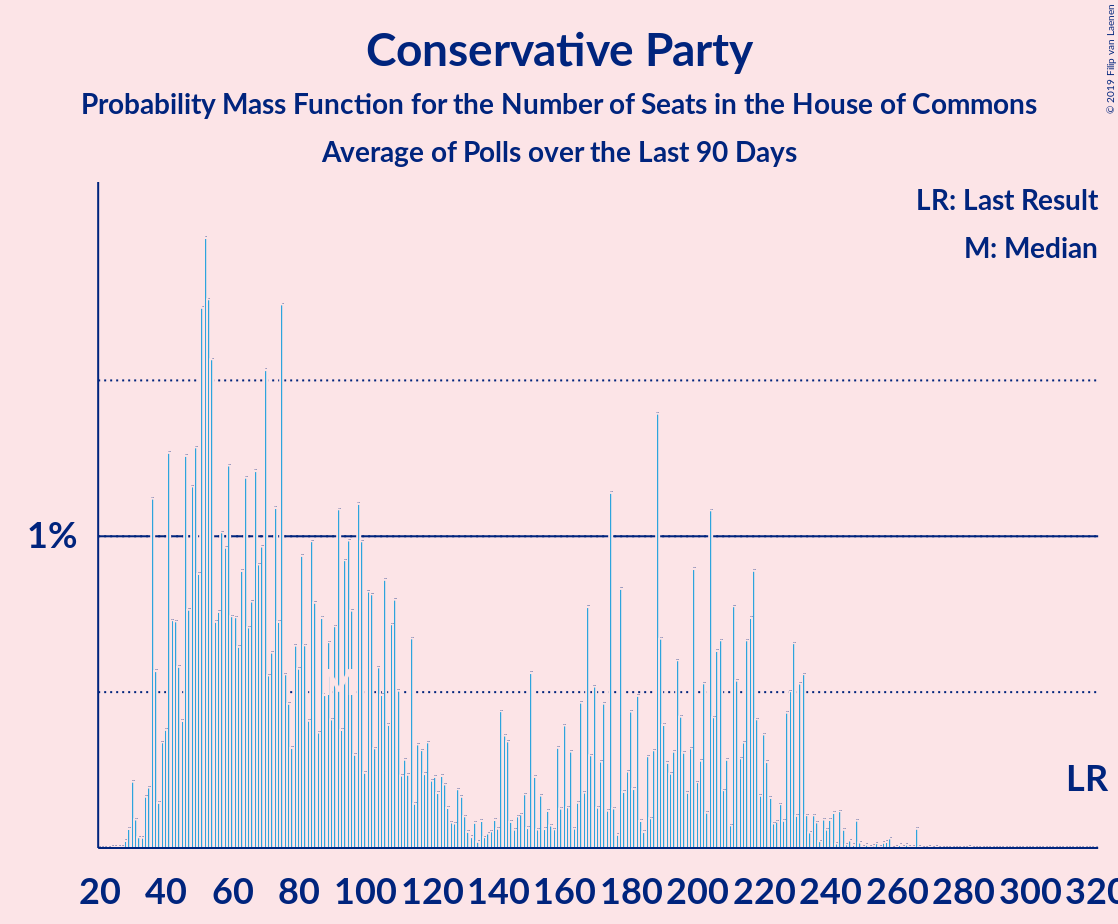 Conservative Party
Probability Mass Function for the Number of Seats in the House of Commons
Average of Polls over the Last 90 Days
© 2019 Filip van Laenen
LR: Last Result
M: Median
1%
M
LR
20 40 60 80 100 120 140 160 180 200 220 240 260 280 300 320